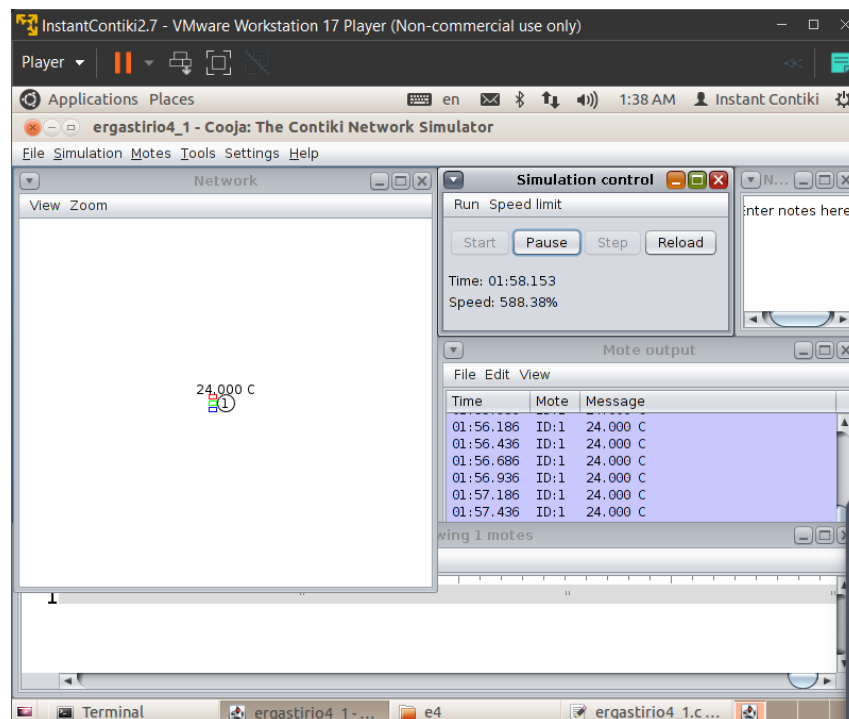 InstantContiki2.7 - VMware Workstation 17 Player (Non-commercial use only)
Player
Applications Places en 1:38 AM Instant Contiki
ergastirio4_1 - Cooja: The Contiki Network Simulator
File Simulation Motes Tools Settings Help
Network
View Zoom
24.000 C
1
Simulation control
Run Speed limit
Start Pause Step Reload
Time: 01:58.153
Speed: 588.38%
N...
Enter notes here
Mote output
File Edit View
Time Mote Message
01:56.186 ID:1 24.000 C
01:56.436 ID:1 24.000 C
01:56.686 ID:1 24.000 C
01:56.936 ID:1 24.000 C
01:57.186 ID:1 24.000 C
01:57.436 ID:1 24.000 C
wing 1 motes
1
Terminal ergastirio4_1 -... e4 ergastirio4_1.c ...